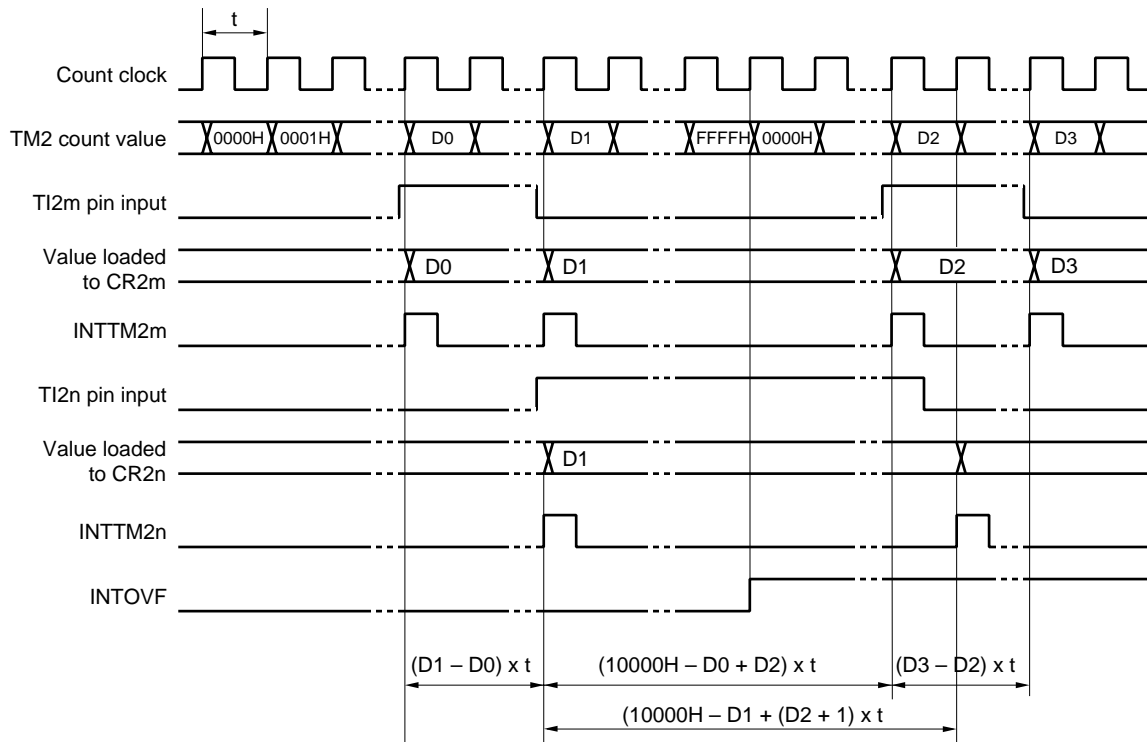 t
Count clock
TM2 count value
0000H 0001H D0 D1 FFFFH 0000H D2 D3
TI2m pin input
Value loaded
to CR2m
D0 D1 D2 D3
INTTM2m
TI2n pin input
Value loaded
to CR2n
D1
INTTM2n
INTOVF
(D1 – D0) x t (10000H – D0 + D2) x t (D3 – D2) x t
(10000H – D1 + (D2 + 1) x t